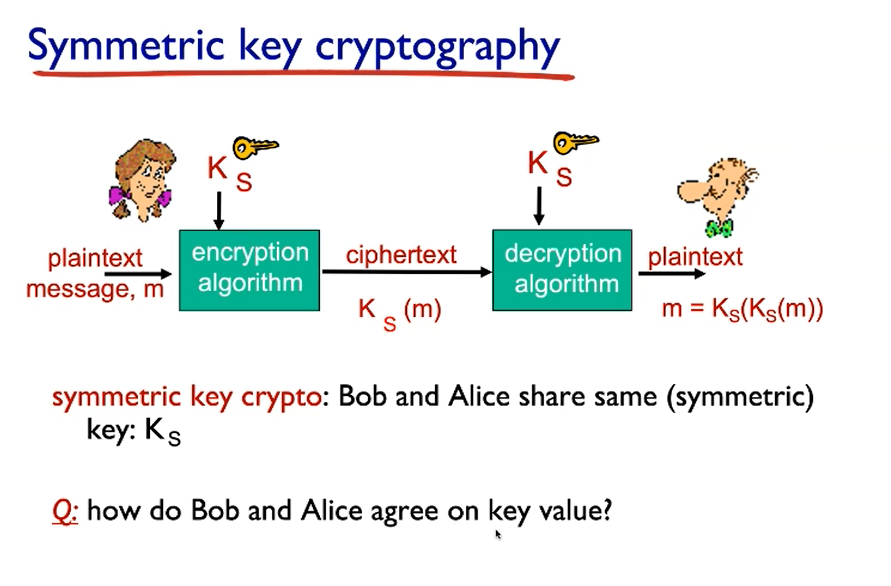 Symmetric key cryptography
K S
K S
plaintext
message, m
encryption
algorithm
ciphertext
K S (m)
decryption
algorithm
plaintext
m = KS(KS(m))
symmetric key crypto: Bob and Alice share same (symmetric)
key: K S
Q: how do Bob and Alice agree on key value?